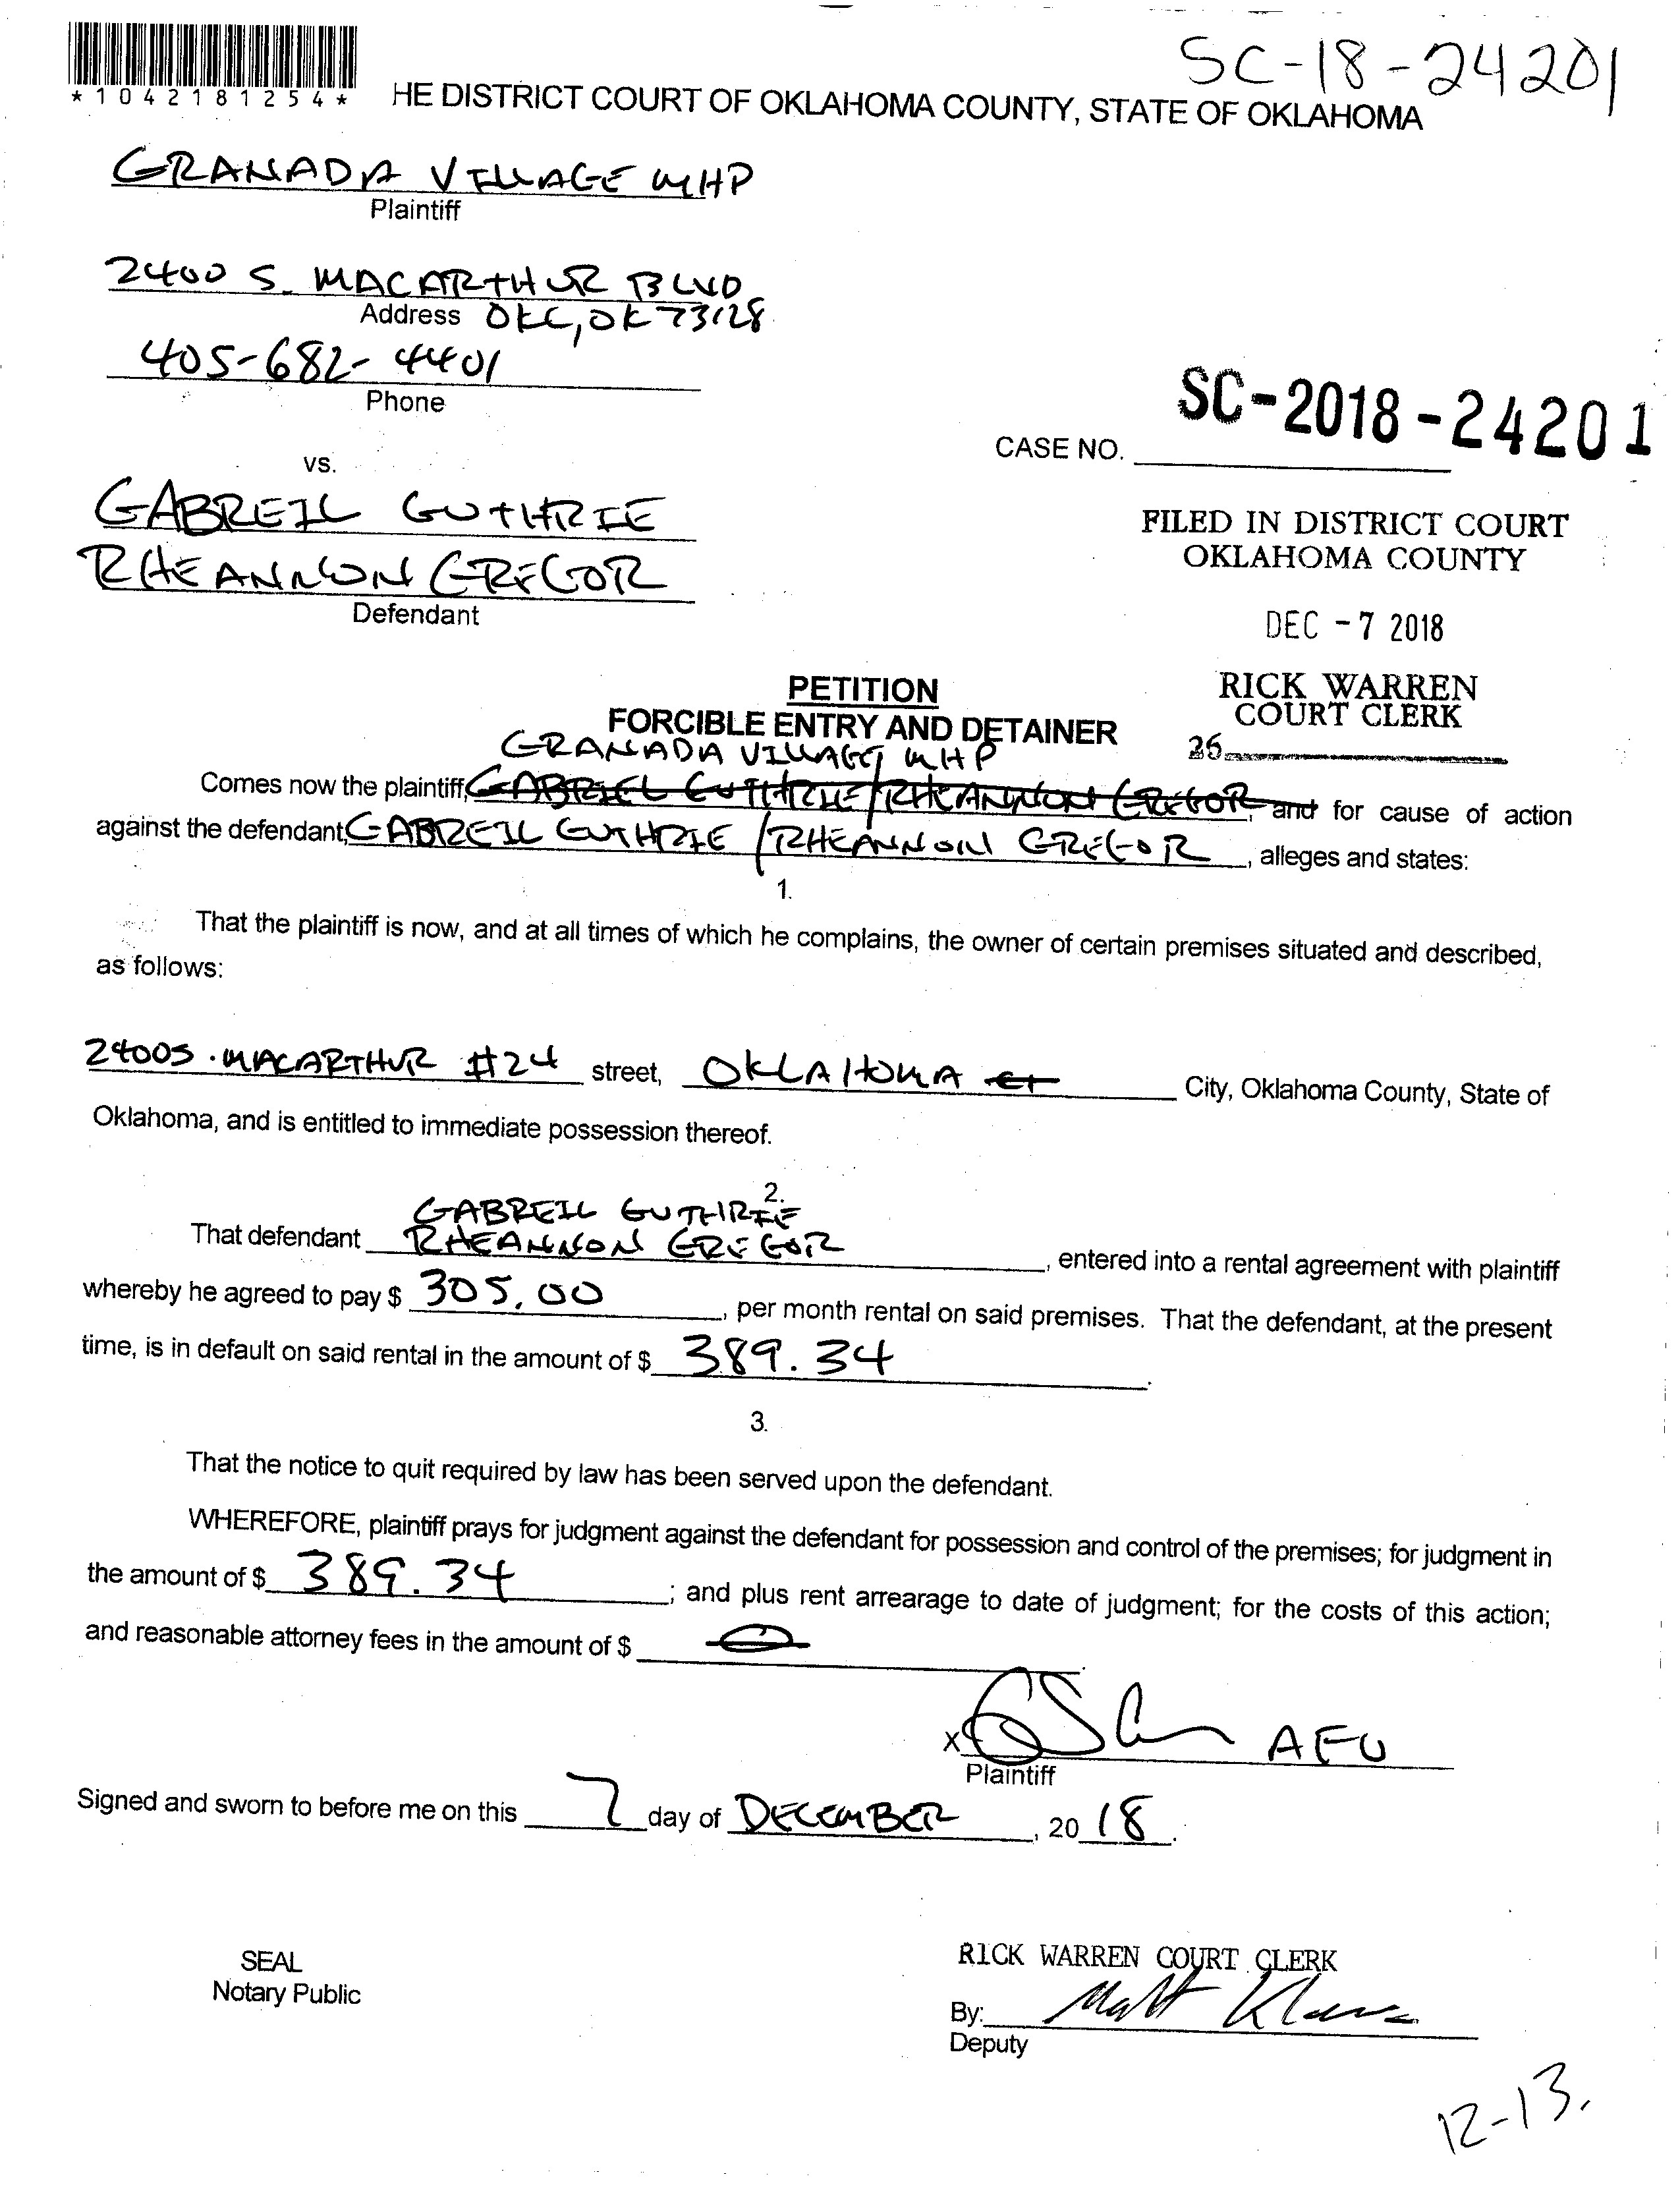 SC-18-24201
*1042181254*
HE DISTRICT COURT OF OKLAHOMA COUNTY, STATE OF OKLAHOMA
GRANADA VILLAGE MHP
Plaintiff
2400 S. MACARTHUR BLVD
Address OKC, OK 73128
405-682-4401
Phone
CASE NO. SC-2018-24201
vs.
GABREIL GUTHRIE
RHEANNON GREGOR
Defendant
FILED IN DISTRICT COURT
OKLAHOMA COUNTY
DEC -7 2018
RICK WARREN
COURT CLERK
26
PETITION
FORCIBLE ENTRY AND DETAINER
GRANADA VILLAGE MHP
Comes now the plaintiff, GABRIEL GUTHRIE / RHEANNON GREGOR, and for cause of action
against the defendant, GABREIL GUTHRIE / RHEANNON GREGOR, alleges and states:
1.
That the plaintiff is now, and at all times of which he complains, the owner of certain premises situated and described,
as follows:
2400 S. MACARTHUR #24 street, OKLAHOMA City, Oklahoma County, State of
Oklahoma, and is entitled to immediate possession thereof.
2.
GABREIL GUTHRIE
That defendant RHEANNON GREGOR, entered into a rental agreement with plaintiff
whereby he agreed to pay $ 305.00, per month rental on said premises. That the defendant, at the present
time, is in default on said rental in the amount of $ 389.34.
3.
That the notice to quit required by law has been served upon the defendant.
WHEREFORE, plaintiff prays for judgment against the defendant for possession and control of the premises; for judgment in
the amount of $ 389.34; and plus rent arrearage to date of judgment; for the costs of this action;
and reasonable attorney fees in the amount of $ 0.
X AEU
Plaintiff
Signed and sworn to before me on this 7 day of DECEMBER, 2018.
SEAL
Notary Public
RICK WARREN COURT CLERK
By: Matt
Deputy
12-13.